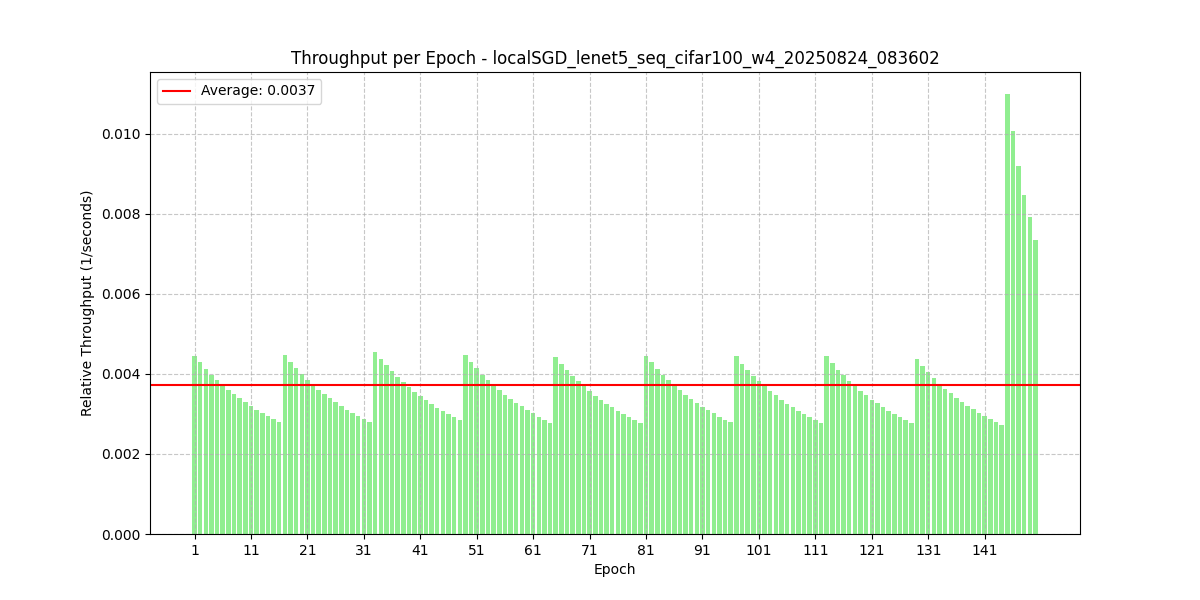 Throughput per Epoch - localSGD_lenet5_seq_cifar100_w4_20250824_083602
Average: 0.0037
Relative Throughput (1/seconds)
0.010
0.008
0.006
0.004
0.002
0.000
1 11 21 31 41 51 61 71 81 91 101 111 121 131 141
Epoch